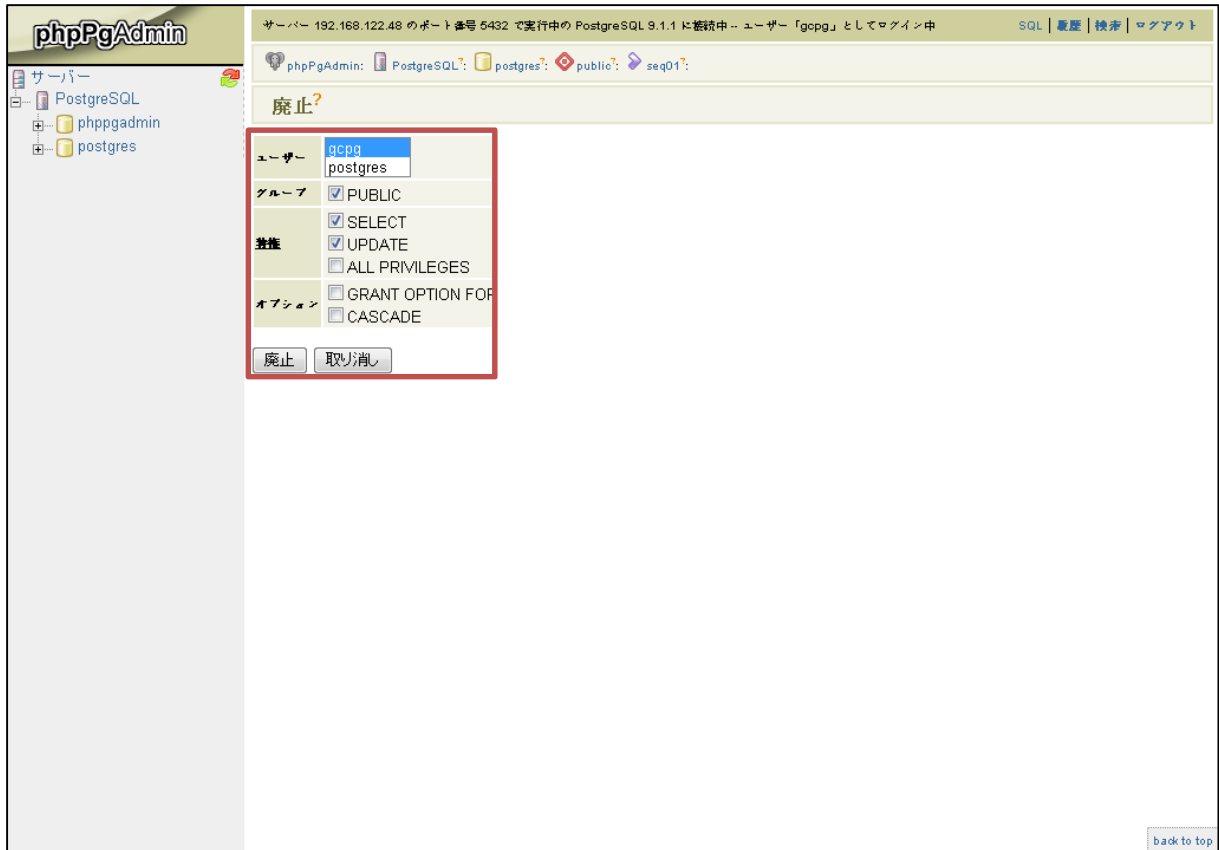 phpPgAdmin
サーバー 192.168.122.48 のポート番号 5432 で実行中の PostgreSQL 9.1.1 に接続中 -- ユーザー「gcpg」としてログイン中
SQL | 履歴 | 検索 | ログアウト
phpPgAdmin: PostgreSQL?: postgres?: public?: seq01?:
サーバー
PostgreSQL
phppgadmin
postgres
廃止?
ユーザー
gcpg
postgres
グループ
PUBLIC
特権
SELECT
UPDATE
ALL PRIVILEGES
オプション
GRANT OPTION FOR
CASCADE
廃止 取り消し
back to top